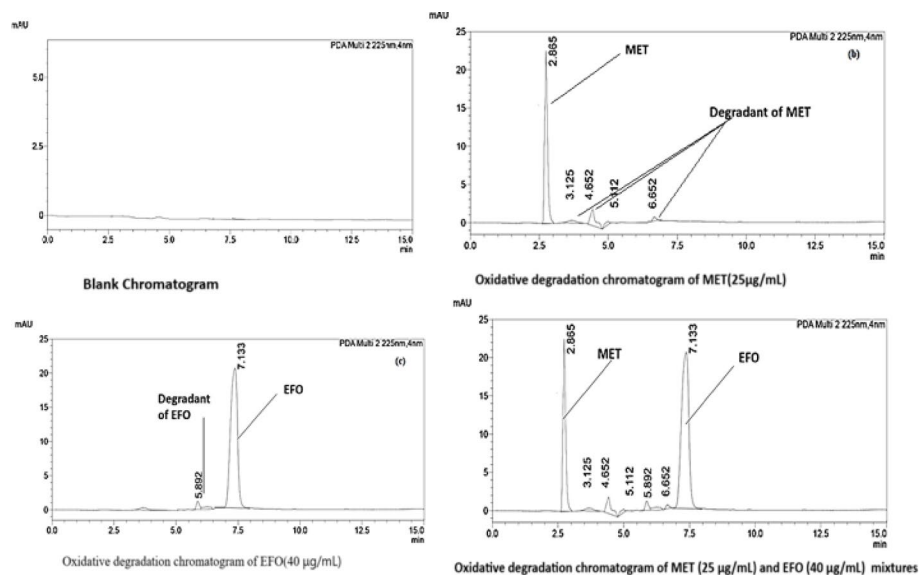 mAU
PDA Multi 2 225nm,4nm
5.0
2.5
0
0.0 2.5 5.0 7.5 10.0 12.5 15.0
min
Blank Chromatogram
mAU
25
PDA Multi 2 225nm,4nm
(b)
2.865
MET
20
15
Degradant of MET
10
5
3.125
4.652
5.112
6.652
0
0.0 2.5 5.0 7.5 10.0 12.5 15.0
min
Oxidative degradation chromatogram of MET(25µg/mL)
mAU
25
PDA Multi 2 225nm,4nm
(c)
7.133
20
15
Degradant
of EFO
EFO
10
5
5.892
0
0.0 2.5 5.0 7.5 10.0 12.5 15.0
min
Oxidative degradation chromatogram of EFO(40 µg/mL)
mAU
25
PDA Multi 2 225nm,4nm
2.865
7.133
MET
EFO
20
15
10
5
3.125
4.652
5.112
5.892
6.652
0
0.0 2.5 5.0 7.5 10.0 12.5 15.0
min
Oxidative degradation chromatogram of MET (25 µg/mL) and EFO (40 µg/mL) mixtures